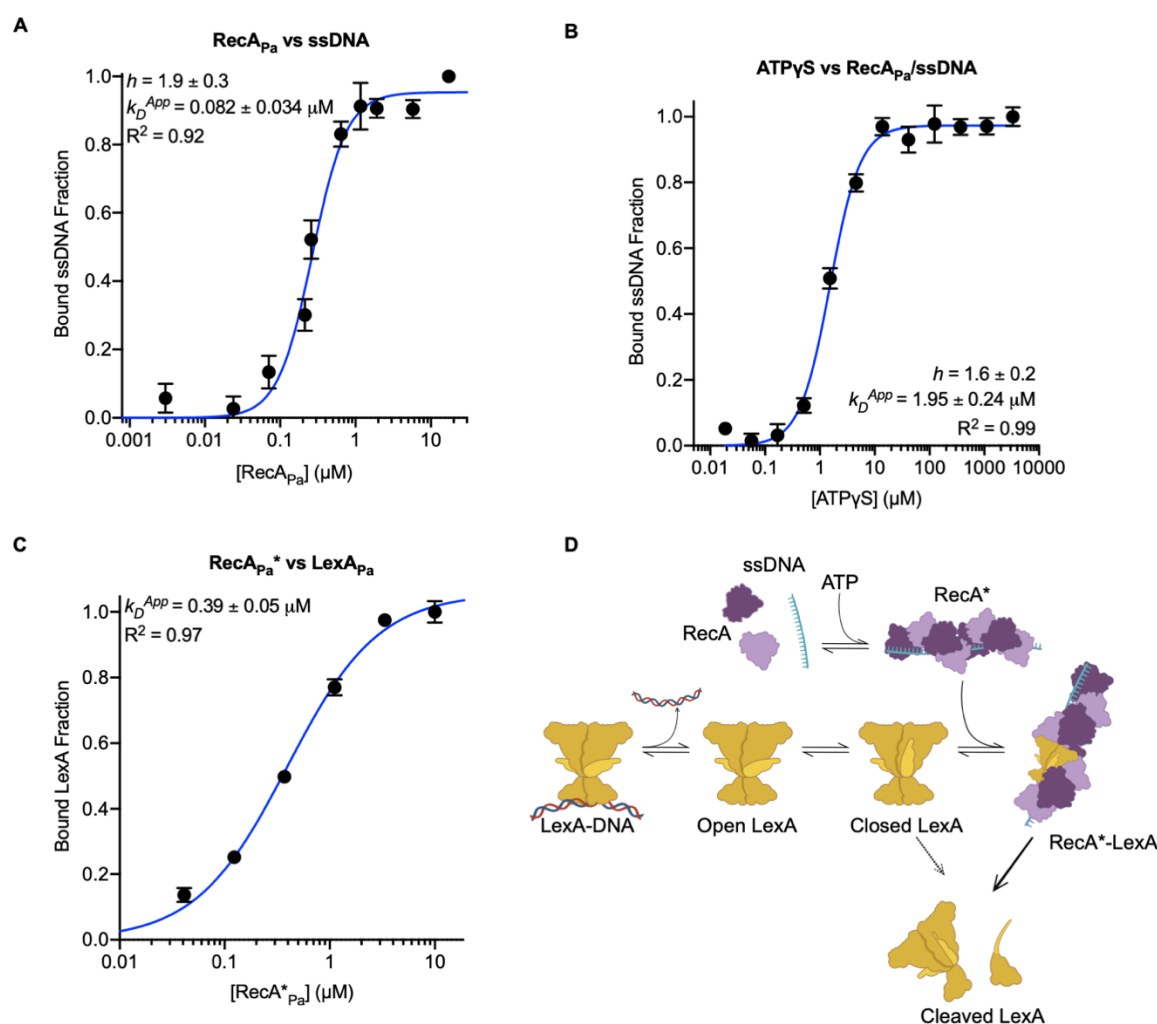 A
RecA_Pa vs ssDNA
h = 1.9 ± 0.3
k_D^App = 0.082 ± 0.034 µM
R² = 0.92
Bound ssDNA Fraction
1.0
0.8
0.6
0.4
0.2
0.0
0.001 0.01 0.1 1 10
[RecA_Pa] (µM)
B
ATPγS vs RecA_Pa/ssDNA
Bound ssDNA Fraction
1.0
0.8
0.6
0.4
0.2
0.0
h = 1.6 ± 0.2
k_D^App = 1.95 ± 0.24 µM
R² = 0.99
0.01 0.1 1 10 100 1000 10000
[ATPγS] (µM)
C
RecA_Pa* vs LexA_Pa
k_D^App = 0.39 ± 0.05 µM
R² = 0.97
Bound LexA Fraction
1.0
0.8
0.6
0.4
0.2
0.0
0.01 0.1 1 10
[RecA*_Pa] (µM)
D
ssDNA
ATP
RecA*
RecA
LexA-DNA
Open LexA
Closed LexA
RecA*-LexA
Cleaved LexA